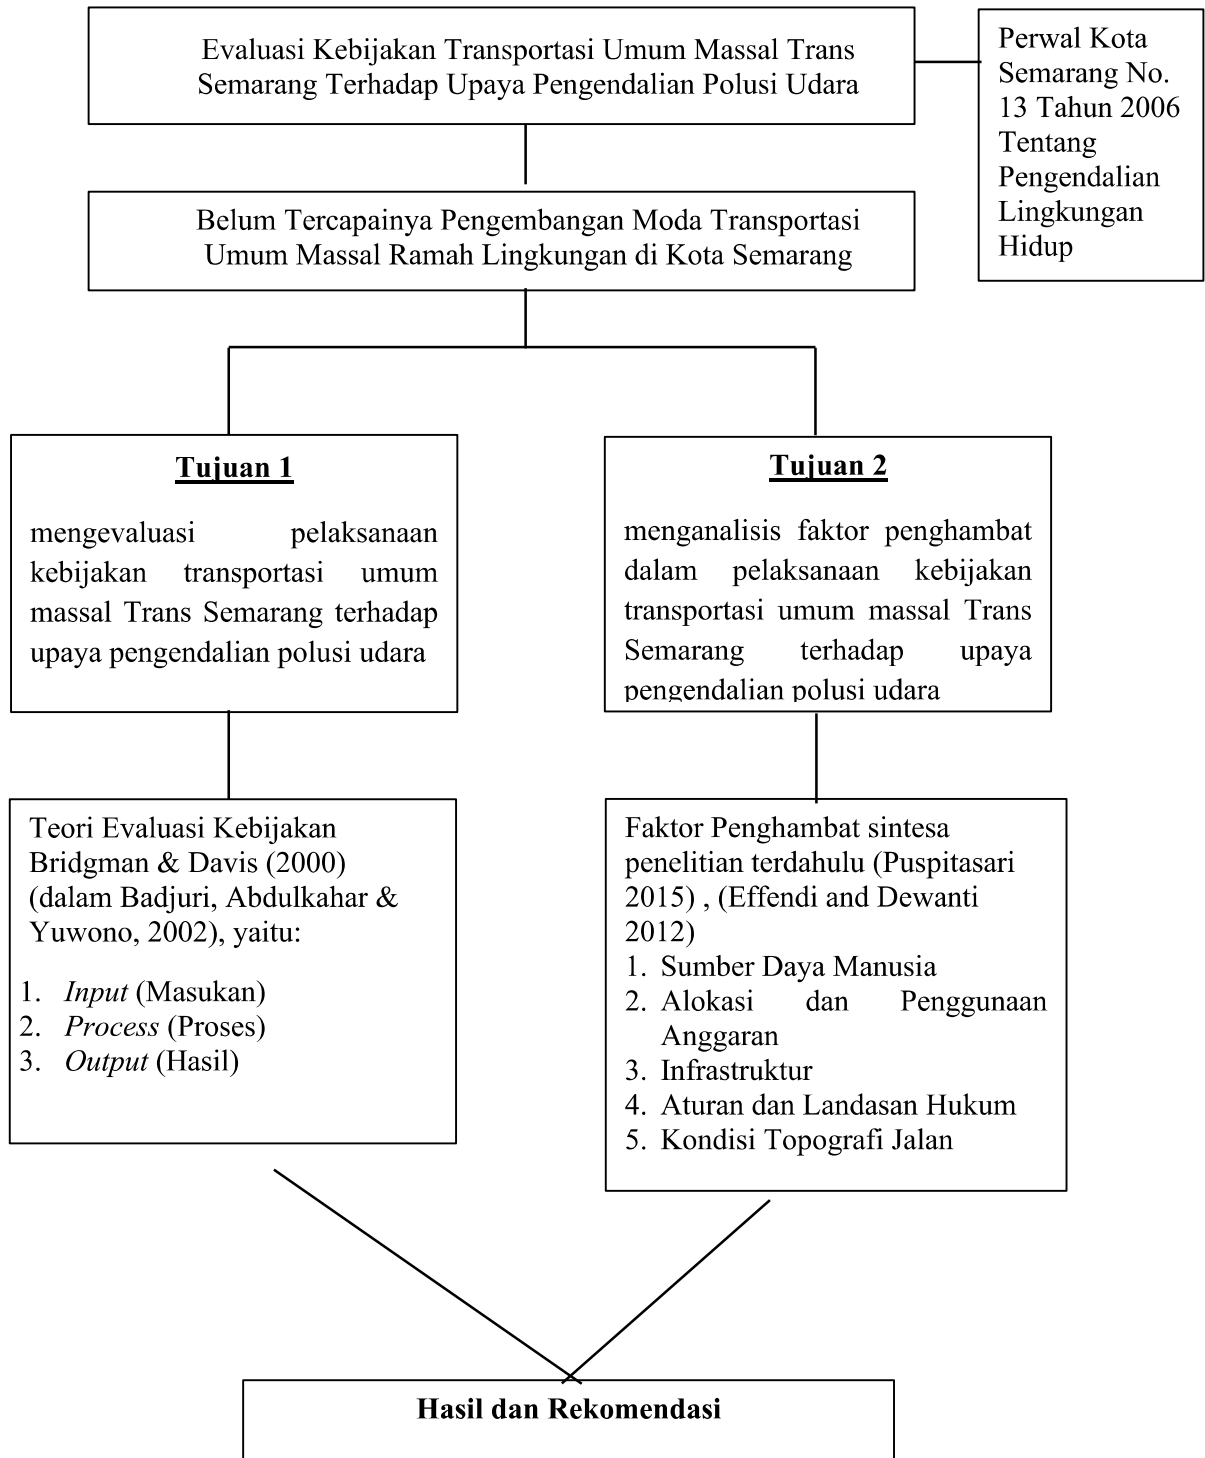 Evaluasi Kebijakan Transportasi Umum Massal Trans
Semarang Terhadap Upaya Pengendalian Polusi Udara
Perwal Kota
Semarang No.
13 Tahun 2006
Tentang
Pengendalian
Lingkungan
Hidup
Belum Tercapainya Pengembangan Moda Transportasi
Umum Massal Ramah Lingkungan di Kota Semarang
Tujuan 1
mengevaluasi pelaksanaan
kebijakan transportasi umum
massal Trans Semarang terhadap
upaya pengendalian polusi udara
Tujuan 2
menganalisis faktor penghambat
dalam pelaksanaan kebijakan
transportasi umum massal Trans
Semarang terhadap upaya
pengendalian polusi udara
Teori Evaluasi Kebijakan
Bridgman & Davis (2000)
(dalam Badjuri, Abdulkahar &
Yuwono, 2002), yaitu:
1. Input (Masukan)
2. Process (Proses)
3. Output (Hasil)
Faktor Penghambat sintesa
penelitian terdahulu (Puspitasari
2015) , (Effendi and Dewanti
2012)
1. Sumber Daya Manusia
2. Alokasi dan Penggunaan
Anggaran
3. Infrastruktur
4. Aturan dan Landasan Hukum
5. Kondisi Topografi Jalan
Hasil dan Rekomendasi